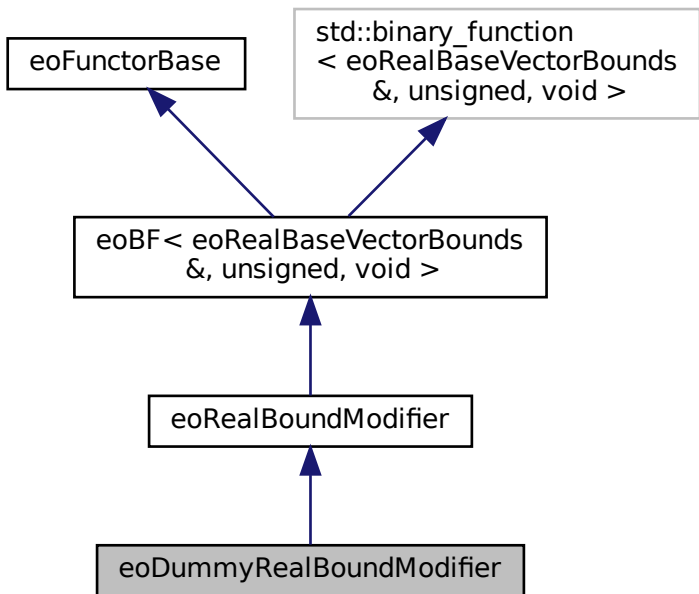 eoFunctorBase
std::binary_function
< eoRealBaseVectorBounds
&, unsigned, void >
eoBF< eoRealBaseVectorBounds
&, unsigned, void >
eoRealBoundModifier
eoDummyRealBoundModifier